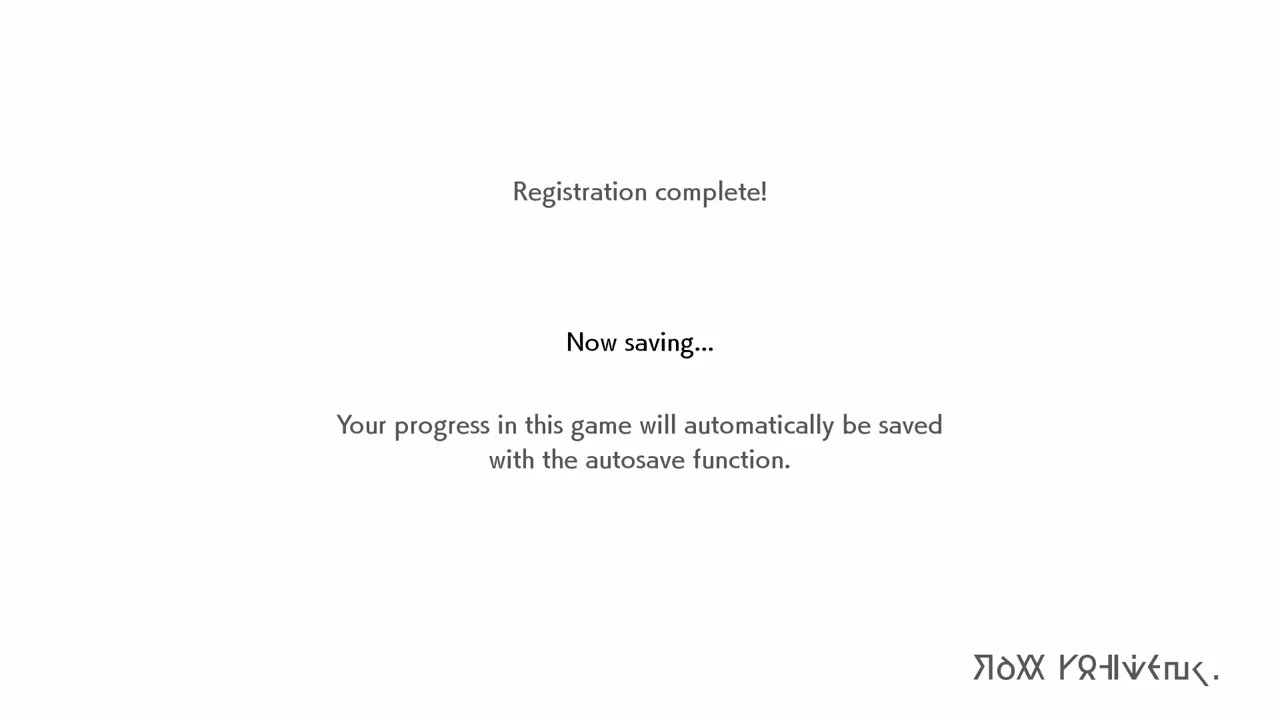 Registration complete!
Now saving...
Your progress in this game will automatically be saved
with the autosave function.